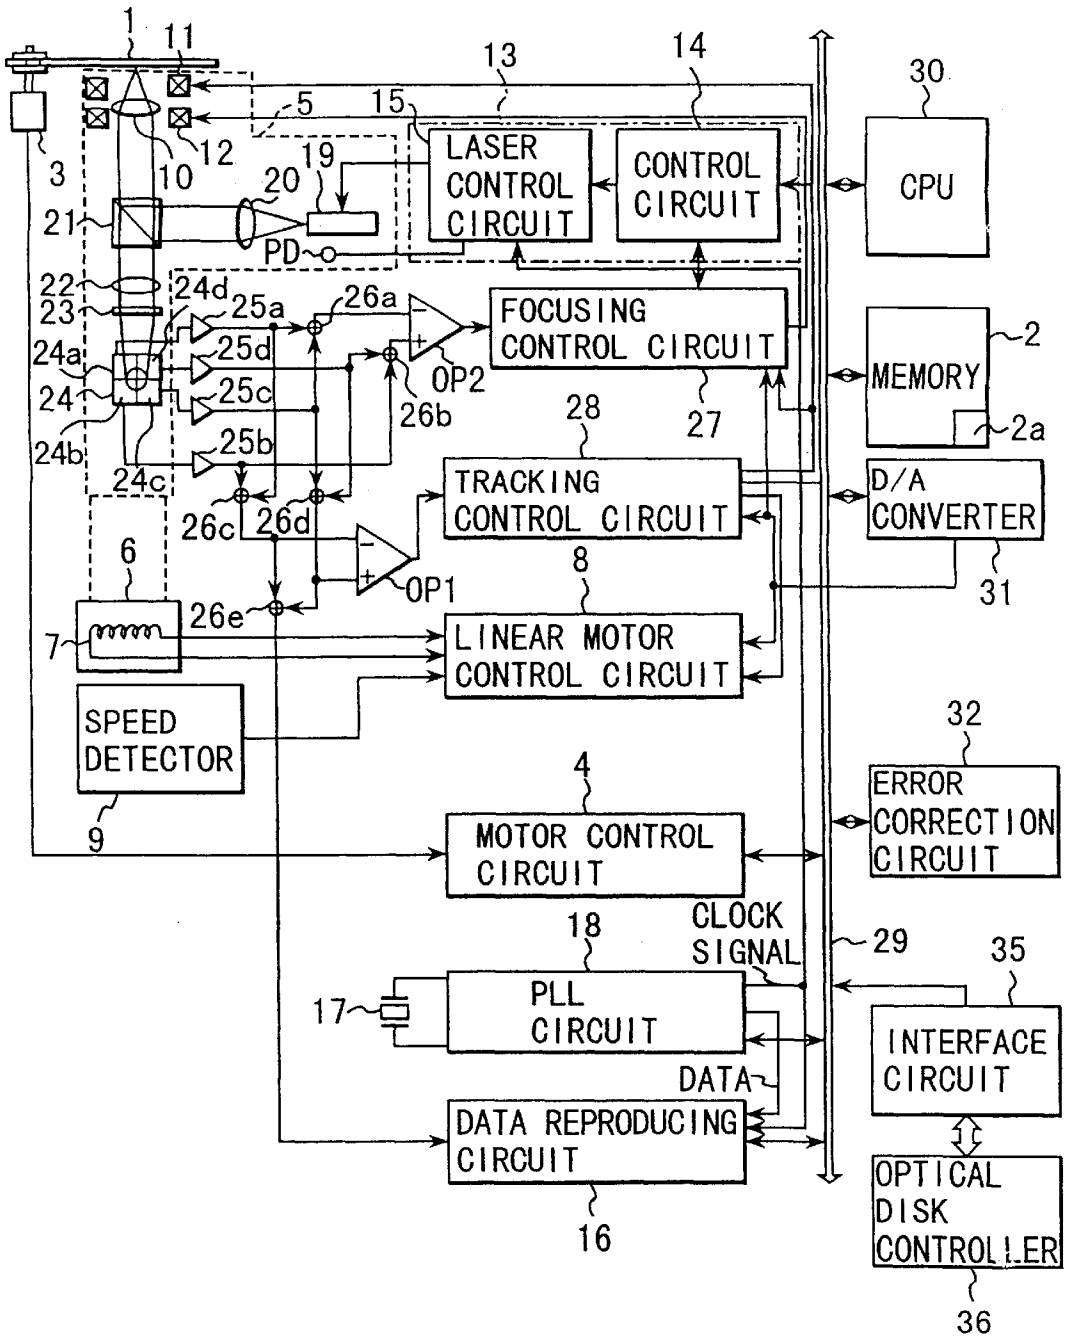 1
11
13
14
30
15
5
3
10
12
19
20
LASER
CONTROL
CIRCUIT
CONTROL
CIRCUIT
CPU
21
PD
22
24d
23
25a
26a
FOCUSING
CONTROL CIRCUIT
2
24a
25d
OP2
MEMORY
24
25c
26b
27
2a
24b
25b
28
24c
TRACKING
CONTROL CIRCUIT
D/A
CONVERTER
26c
26d
6
OP1
8
31
26e
7
LINEAR MOTOR
CONTROL CIRCUIT
SPEED
DETECTOR
32
4
9
ERROR
CORRECTION
CIRCUIT
MOTOR CONTROL
CIRCUIT
CLOCK
SIGNAL
18
29
35
17
PLL
CIRCUIT
INTERFACE
CIRCUIT
DATA
DATA REPRODUCING
CIRCUIT
OPTICAL
DISK
CONTROLLER
16
36